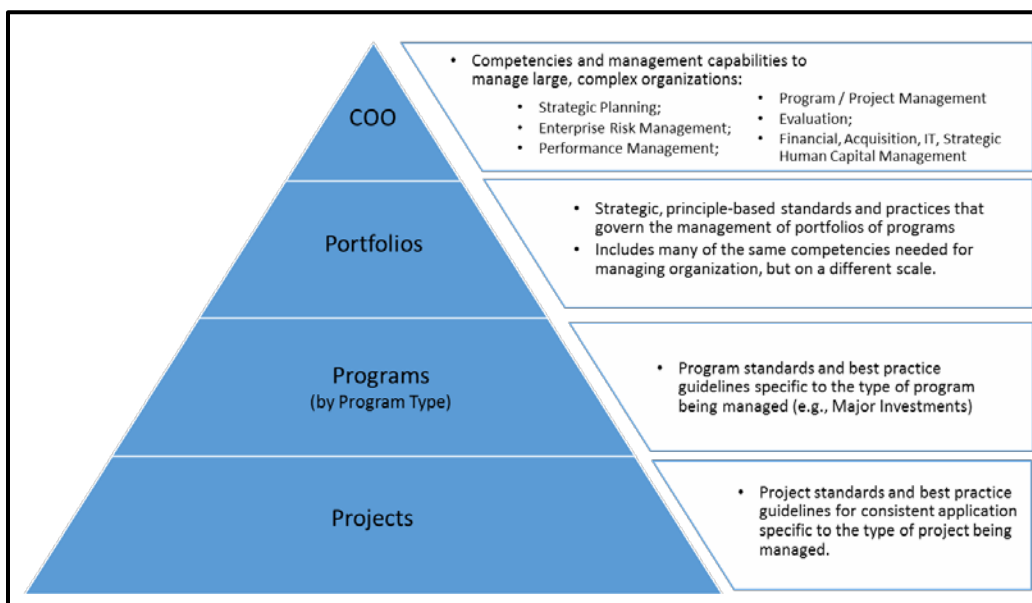 COO
• Competencies and management capabilities to
manage large, complex organizations:
• Strategic Planning;
• Enterprise Risk Management;
• Performance Management;
• Program / Project Management
• Evaluation;
• Financial, Acquisition, IT, Strategic
Human Capital Management
Portfolios
• Strategic, principle-based standards and practices that
govern the management of portfolios of programs
• Includes many of the same competencies needed for
managing organization, but on a different scale.
Programs
(by Program Type)
• Program standards and best practice
guidelines specific to the type of program
being managed (e.g., Major Investments)
Projects
• Project standards and best practice
guidelines for consistent application
specific to the type of project being
managed.